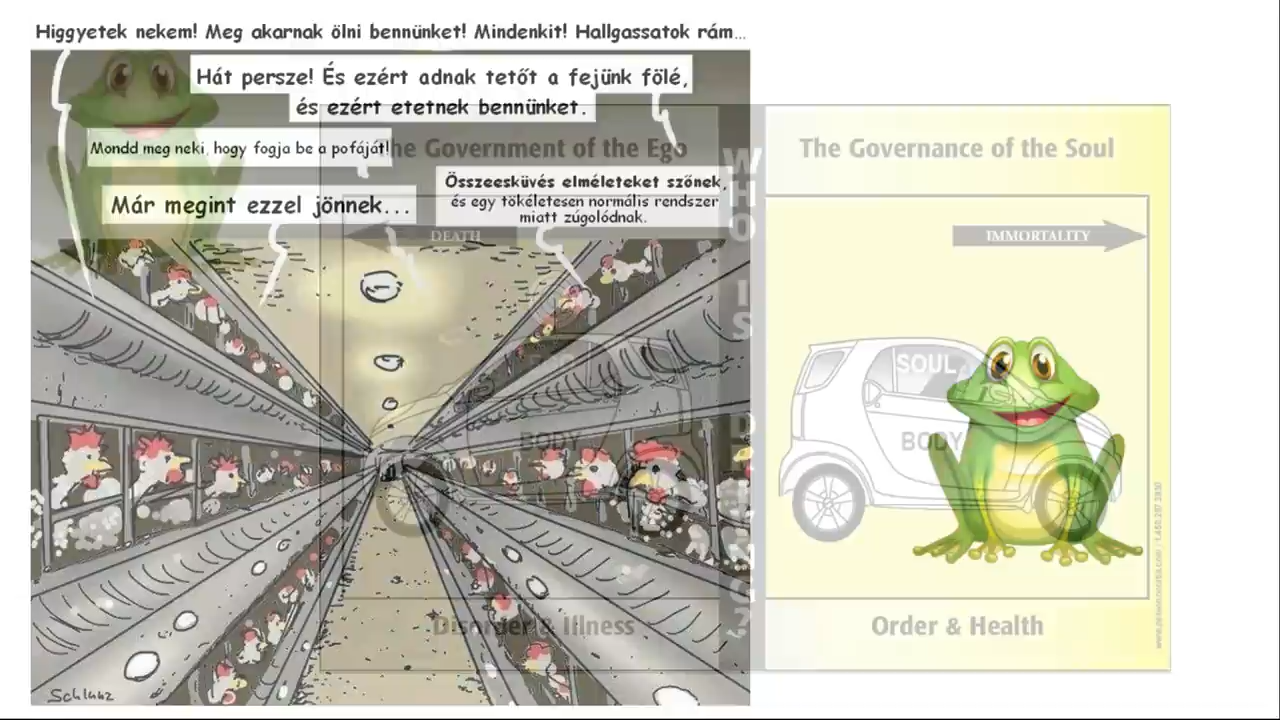 Higgyetek nekem! Meg akarnak ölni bennünket! Mindenkit! Hallgassatok rám...
Hát persze! És ezért adnak tetőt a fejünk fölé,
és ezért etetnek bennünket.
Mondd meg neki, hogy fogja be a pofáját!
Már megint ezzel jönnek...
Összeesküvés elméleteket szőnek,
és egy tökéletesen normális rendszer
miatt zúgolódnak.
The Government of the Ego
The Governance of the Soul
WHO IS
DEATH
IMMORTALITY
SOUL
BODY
BODY
Disorder & Illness
Order & Health
Schlunz